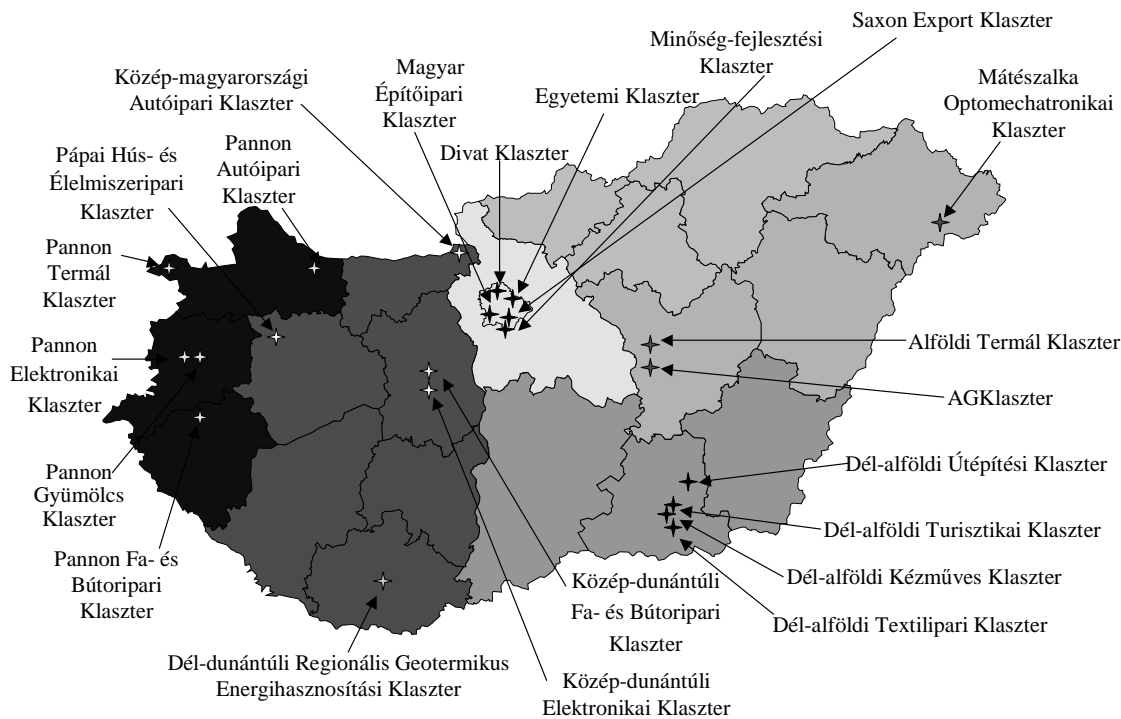 Saxon Export Klaszter
Minőség-fejlesztési
Klaszter
Magyar
Építőipari
Klaszter
Közép-magyarországi
Autóipari Klaszter
Egyetemi Klaszter
Mátészalka
Optomechatronikai
Klaszter
Divat Klaszter
Pannon
Autóipari
Klaszter
Pápai Hús- és
Élelmiszeripari
Klaszter
Pannon
Termál
Klaszter
Pannon
Elektronikai
Klaszter
Alföldi Termál Klaszter
AGKlaszter
Dél-alföldi Útépítési Klaszter
Pannon
Gyümölcs
Klaszter
Dél-alföldi Turisztikai Klaszter
Pannon Fa- és
Bútoripari
Klaszter
Közép-dunántúli
Fa- és Bútoripari
Klaszter
Dél-alföldi Kézműves Klaszter
Dél-alföldi Textilipari Klaszter
Dél-dunántúli Regionális Geotermikus
Energihasznosítási Klaszter
Közép-dunántúli
Elektronikai Klaszter